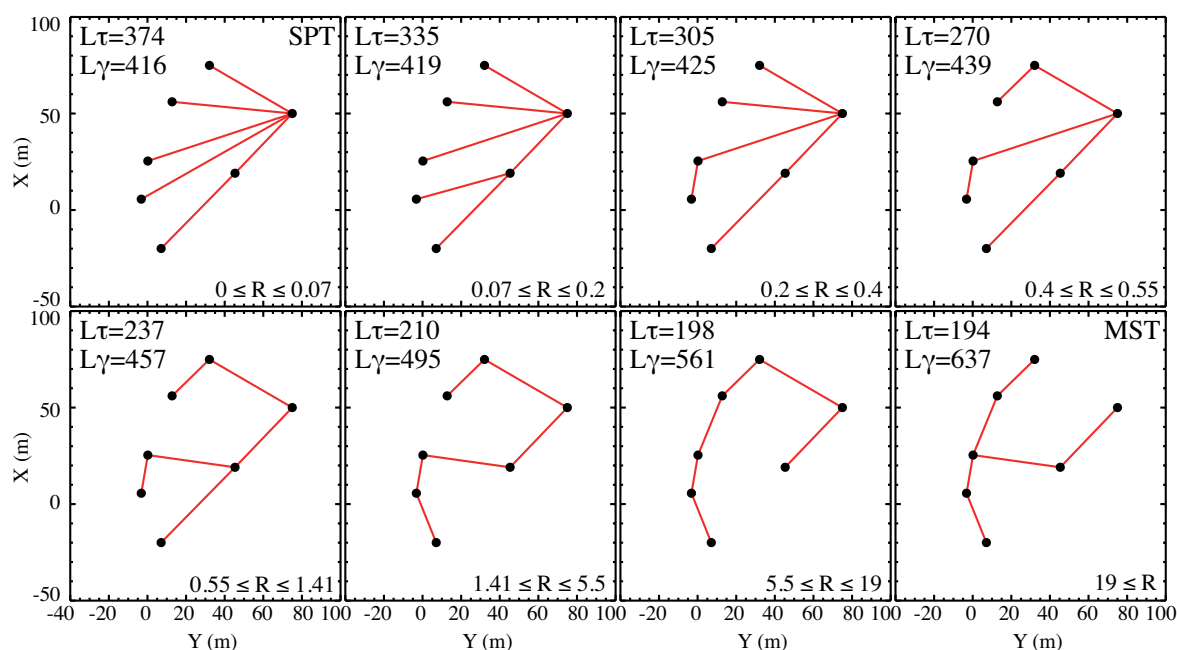 100
50
0
-50
X (m)
Lτ=374 SPT
Lγ=416
0 ≤ R ≤ 0.07
Lτ=335
Lγ=419
0.07 ≤ R ≤ 0.2
Lτ=305
Lγ=425
0.2 ≤ R ≤ 0.4
Lτ=270
Lγ=439
0.4 ≤ R ≤ 0.55
100
50
0
-50
X (m)
Lτ=237
Lγ=457
0.55 ≤ R ≤ 1.41
Lτ=210
Lγ=495
1.41 ≤ R ≤ 5.5
Lτ=198
Lγ=561
5.5 ≤ R ≤ 19
Lτ=194 MST
Lγ=637
19 ≤ R
-40 -20 0 20 40 60 80 100
-20 0 20 40 60 80 100
-20 0 20 40 60 80 100
-20 0 20 40 60 80 100
Y (m) Y (m) Y (m) Y (m)